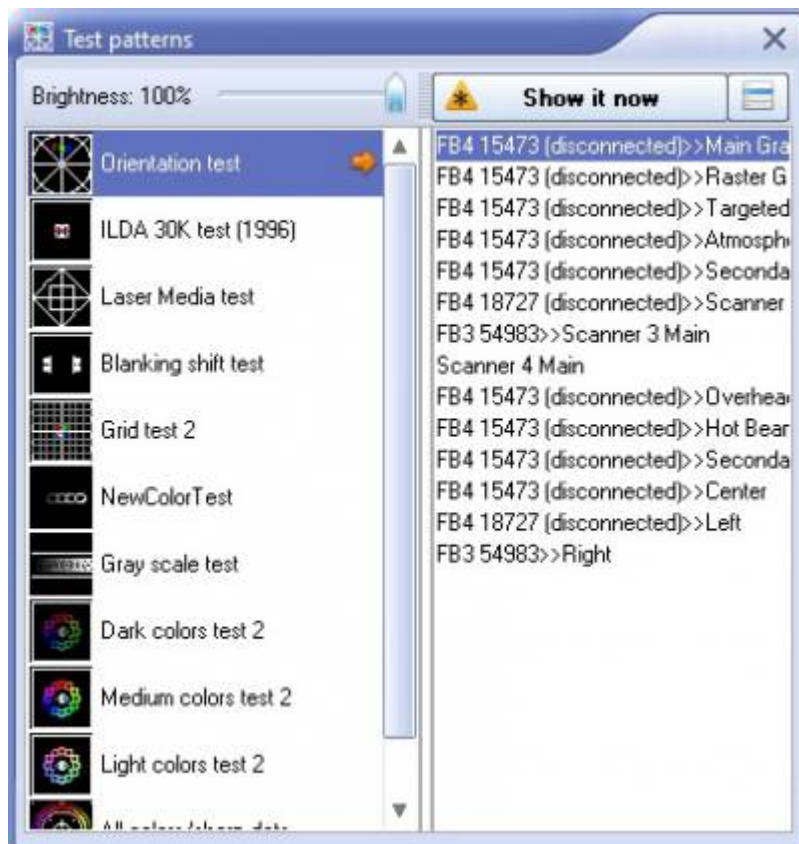 Test patterns
Brightness: 100%
Show it now
Orientation test
ILDA 30K test (1996)
Laser Media test
Blanking shift test
Grid test 2
NewColorTest
Gray scale test
Dark colors test 2
Medium colors test 2
Light colors test 2
FB4 15473 (disconnected)>>Main Gra
FB4 15473 (disconnected)>>Raster G
FB4 15473 (disconnected)>>Targeted
FB4 15473 (disconnected)>>Atmosph
FB4 15473 (disconnected)>>Seconda
FB4 18727 (disconnected)>>Scanner
FB3 54983>>Scanner 3 Main
Scanner 4 Main
FB4 15473 (disconnected)>>Overhea
FB4 15473 (disconnected)>>Hot Bear
FB4 15473 (disconnected)>>Seconda
FB4 15473 (disconnected)>>Center
FB4 18727 (disconnected)>>Left
FB3 54983>>Right